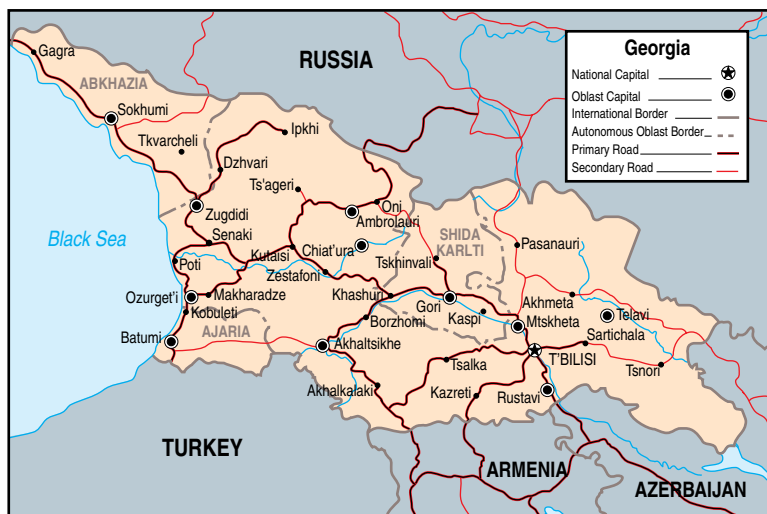 Gagra
RUSSIA
Georgia
National Capital
Oblast Capital
International Border
Autonomous Oblast Border
Primary Road
Secondary Road
ABKHAZIA
Sokhumi
Tkvarcheli
Ipkhi
Dzhvari
Ts'ageri
Oni
Ambrolauri
Zugdidi
Black Sea
Senaki
Kutaisi
Chiat'ura
SHIDA
KARLTI
Tskhinvali
Pasanauri
Poti
Zestafoni
Ozurget'i
Makharadze
Khashuri
Gori
Kaspi
Akhmeta
Telavi
Mtskheta
Kobuleti
Borzhomi
Sartichala
AJARIA
Batumi
Akhaltsikhe
T'BILISI
Tsalka
Tsnori
Akhalkalaki
Kazreti
Rustavi
TURKEY
ARMENIA
AZERBAIJAN